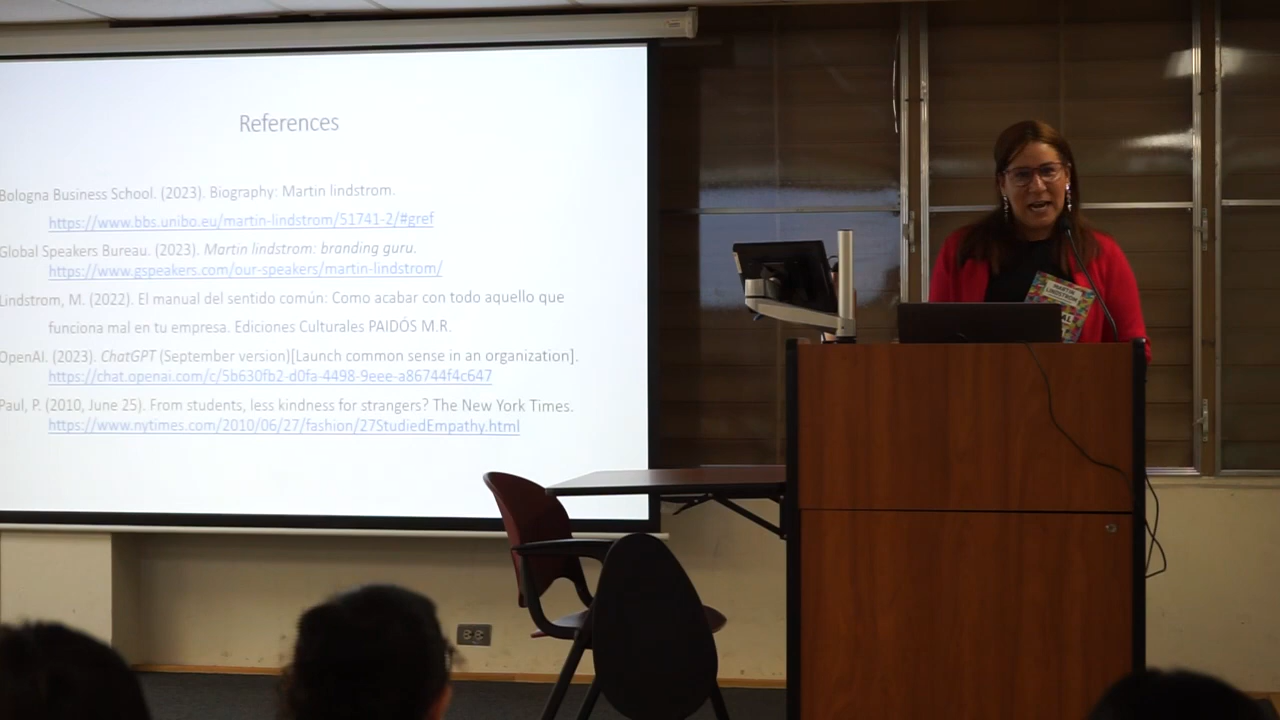 References
Bologna Business School. (2023). Biography: Martin lindstrom.
https://www.bbs.unibo.eu/martin-lindstrom/51741-2/#gref
Global Speakers Bureau. (2023). Martin lindstrom: branding guru.
https://www.gspeakers.com/our-speakers/martin-lindstrom/
Lindstrom, M. (2022). El manual del sentido común: Como acabar con todo aquello que
funciona mal en tu empresa. Ediciones Culturales PAIDÓS M.R.
OpenAI. (2023). ChatGPT (September version)[Launch common sense in an organization].
https://chat.openai.com/c/5b630fb2-d0fa-4498-9eee-a86744f4c647
Paul, P. (2010, June 25). From students, less kindness for strangers? The New York Times.
https://www.nytimes.com/2010/06/27/fashion/27StudiedEmpathy.html
MARTIN
LINDSTROM